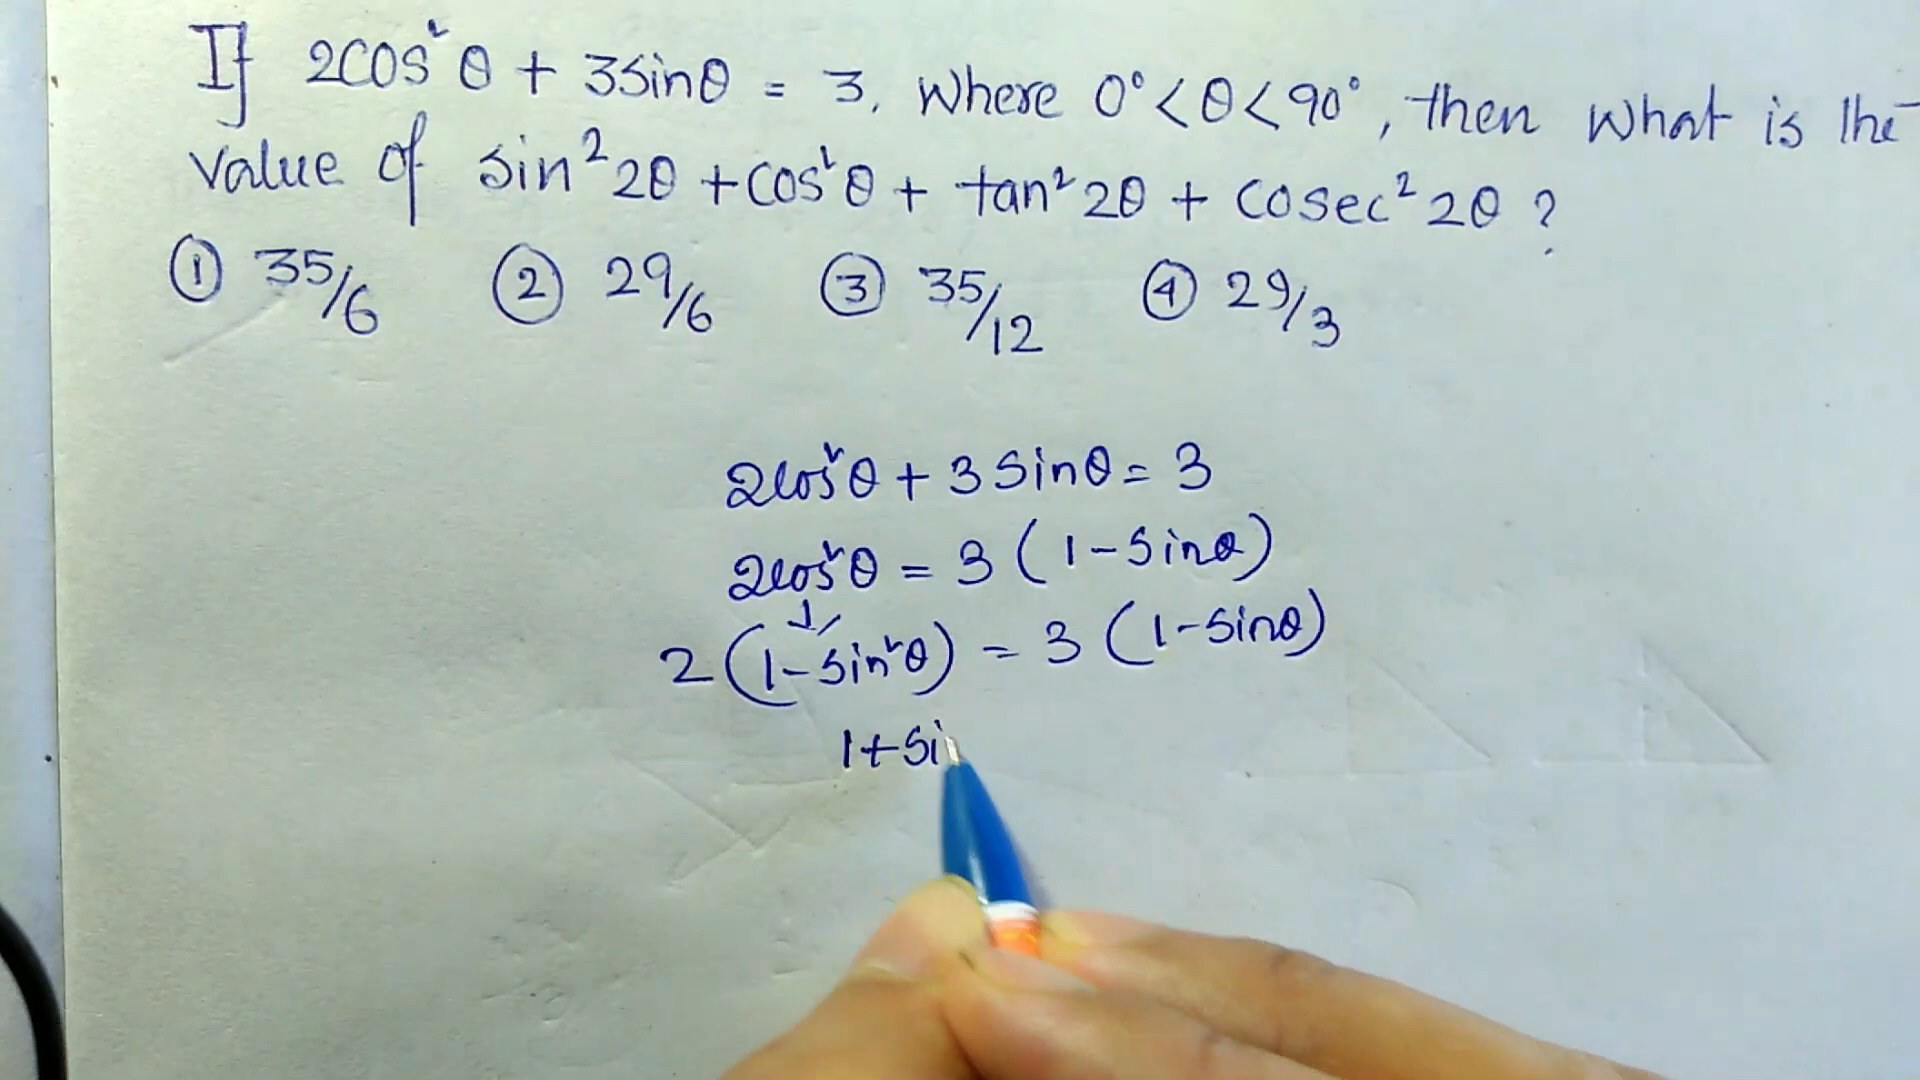 If 2cos²θ + 3sinθ = 3, where 0° < θ < 90°, then what is the
value of sin²2θ + cos²θ + tan²2θ + cosec²2θ ?
① 35/6 ② 29/6 ③ 35/12 ④ 29/3
2cos²θ + 3sinθ = 3
2cos²θ = 3(1-sinθ)
2(1-sin²θ) = 3(1-sinθ)
1+si